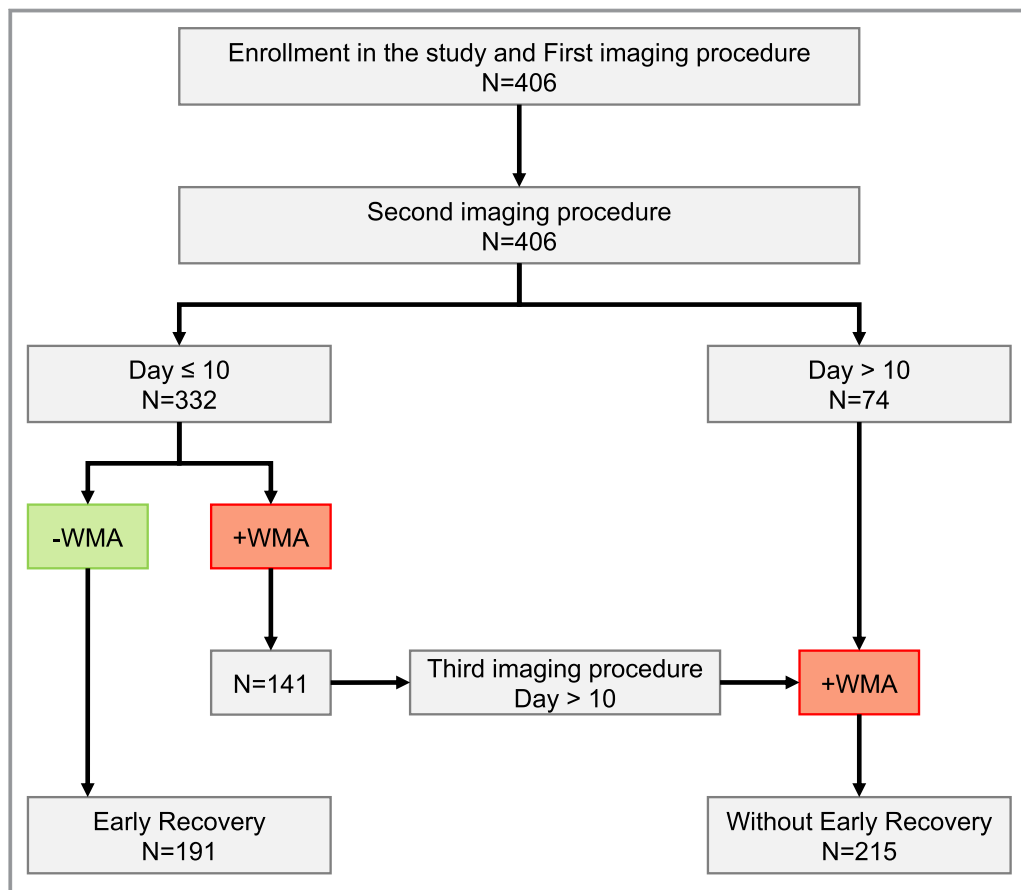 Enrollment in the study and First imaging procedure
N=406
Second imaging procedure
N=406
Day ≤ 10
N=332
Day > 10
N=74
-WMA
+WMA
N=141
Third imaging procedure
Day > 10
+WMA
Early Recovery
N=191
Without Early Recovery
N=215